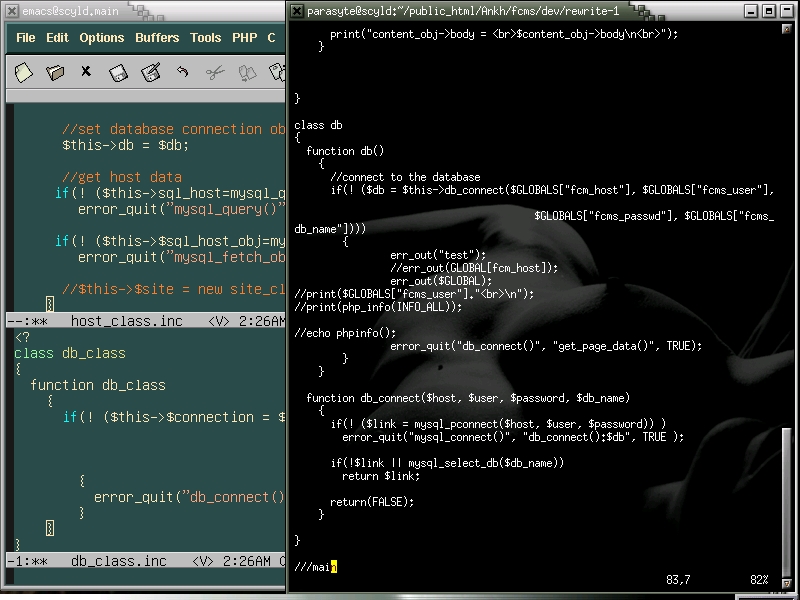 emacs@scyld.main
File Edit Options Buffers Tools PHP C
//set database connection ob
$this->db = $db;
//get host data
if(! ($this->sql_host=mysql_q
error_quit("mysql_query()"
if(! ($this->$sql_host_obj=my
error_quit("mysql_fetch_ob
//$this->$site = new site_cl
}
--:** host_class.inc <V> 2:26AM
<?
class db_class
{
function db_class
{
if(! ($this->$connection = $
{
error_quit("db_connect()
}
}
}
-1:** db_class.inc <V> 2:26AM
parasyte@scyld:~/public_html/Ankh/fcms/dev/rewrite-1
print("content_obj->body = <br>$content_obj->body\n<br>");
}
}
class db
{
function db()
{
//connect to the database
if(! ($db = $this->db_connect($GLOBALS["fcm_host"], $GLOBALS["fcms_user"],
$GLOBALS["fcms_passwd"], $GLOBALS["fcms_
db_name"])))
{
err_out("test");
//err_out(GLOBAL[fcm_host]);
err_out($GLOBAL);
//print($GLOBALS["fcms_user"]."<br>\n");
//print(php_info(INFO_ALL));
//echo phpinfo();
error_quit("db_connect()", "get_page_data()", TRUE);
}
}
function db_connect($host, $user, $password, $db_name)
{
if(! ($link = mysql_pconnect($host, $user, $password)) )
error_quit("mysql_connect()", "db_connect():$db", TRUE );
if(!$link || mysql_select_db($db_name))
return $link;
return(FALSE);
}
}
///main
83,7 82%